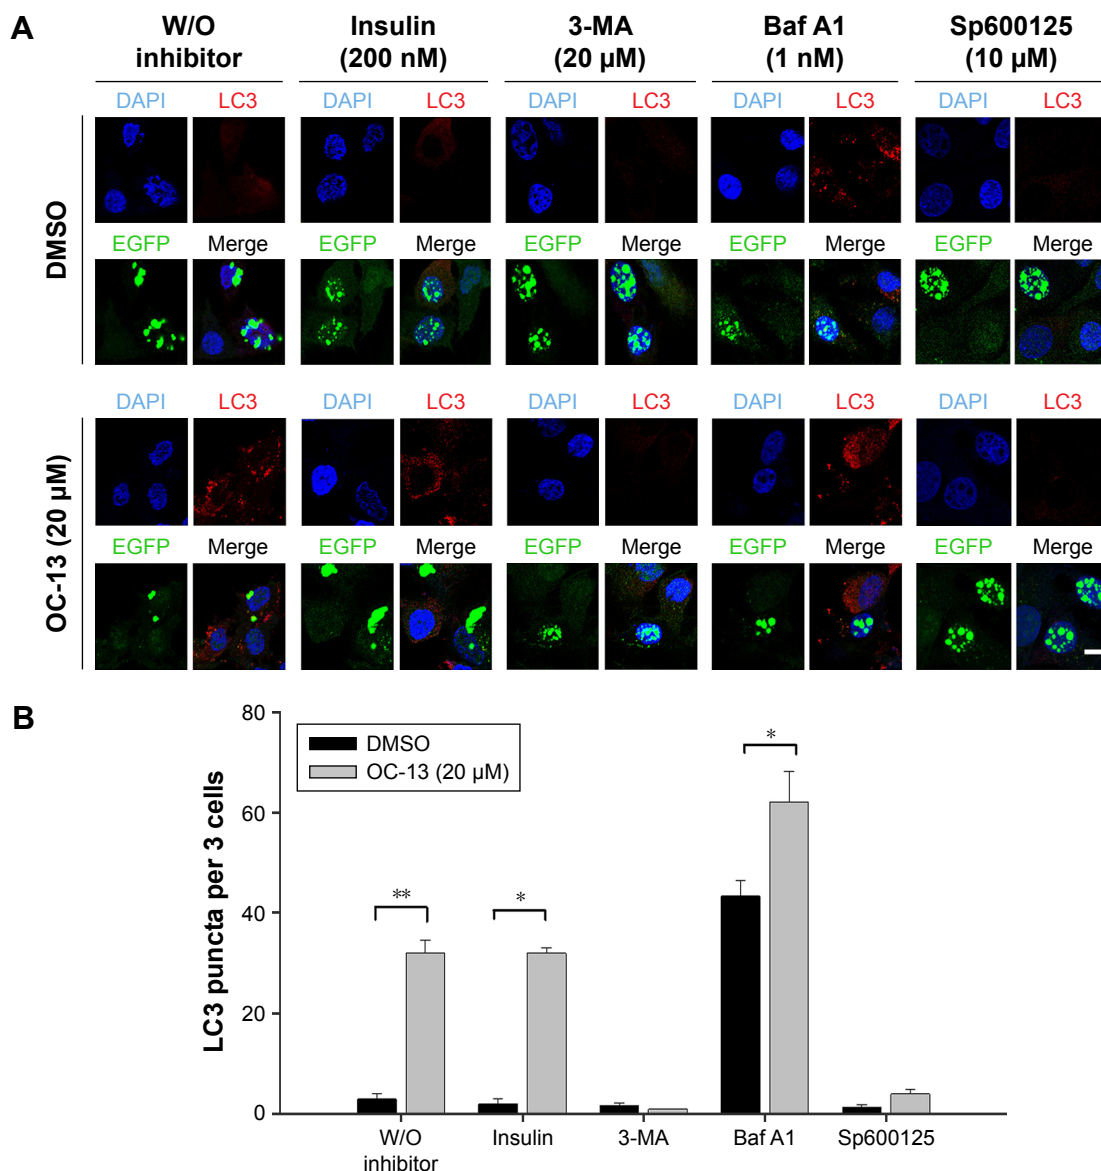 A
W/O inhibitor
Insulin (200 nM)
3-MA (20 µM)
Baf A1 (1 nM)
Sp600125 (10 µM)
DAPI LC3 DAPI LC3 DAPI LC3 DAPI LC3 DAPI LC3
DMSO
EGFP Merge EGFP Merge EGFP Merge EGFP Merge EGFP Merge
DAPI LC3 DAPI LC3 DAPI LC3 DAPI LC3 DAPI LC3
OC-13 (20 µM)
EGFP Merge EGFP Merge EGFP Merge EGFP Merge EGFP Merge
B
LC3 puncta per 3 cells
80
60
40
20
0
DMSO
OC-13 (20 µM)
**
*
*
W/O inhibitor
Insulin
3-MA
Baf A1
Sp600125